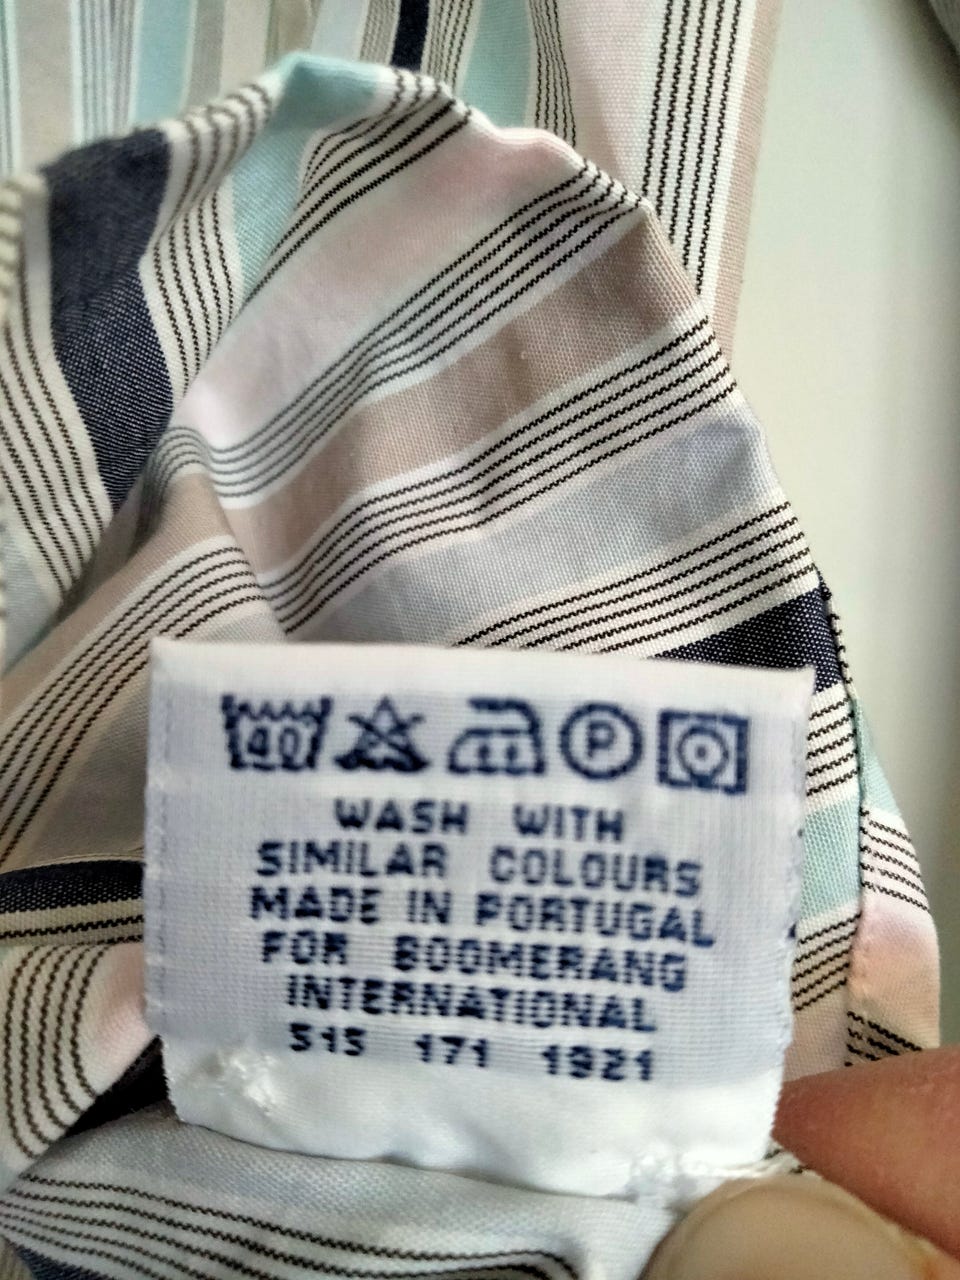 40 P
WASH WITH
SIMILAR COLOURS
MADE IN PORTUGAL
FOR BOOMERANG
INTERNATIONAL
515 171 1921